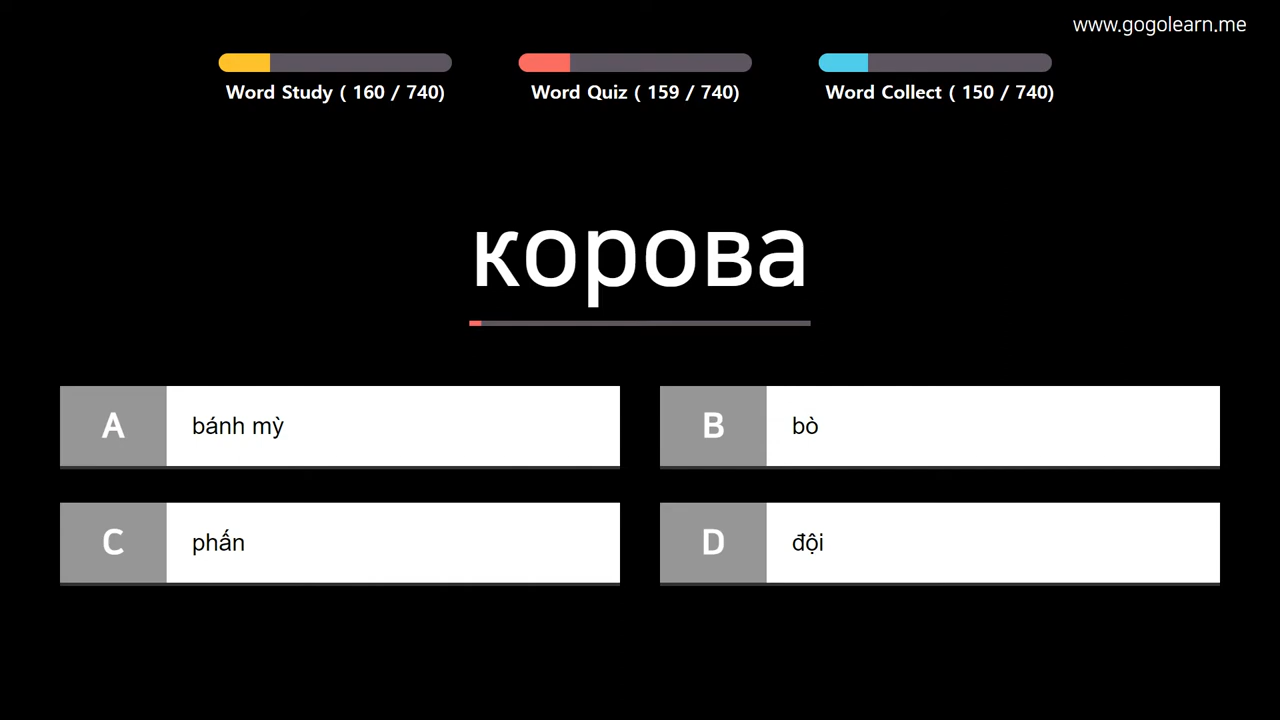 www.gogolearn.me
Word Study ( 160 / 740)
Word Quiz ( 159 / 740)
Word Collect ( 150 / 740)
корова
A
bánh mỳ
B
bò
C
phấn
D
đội